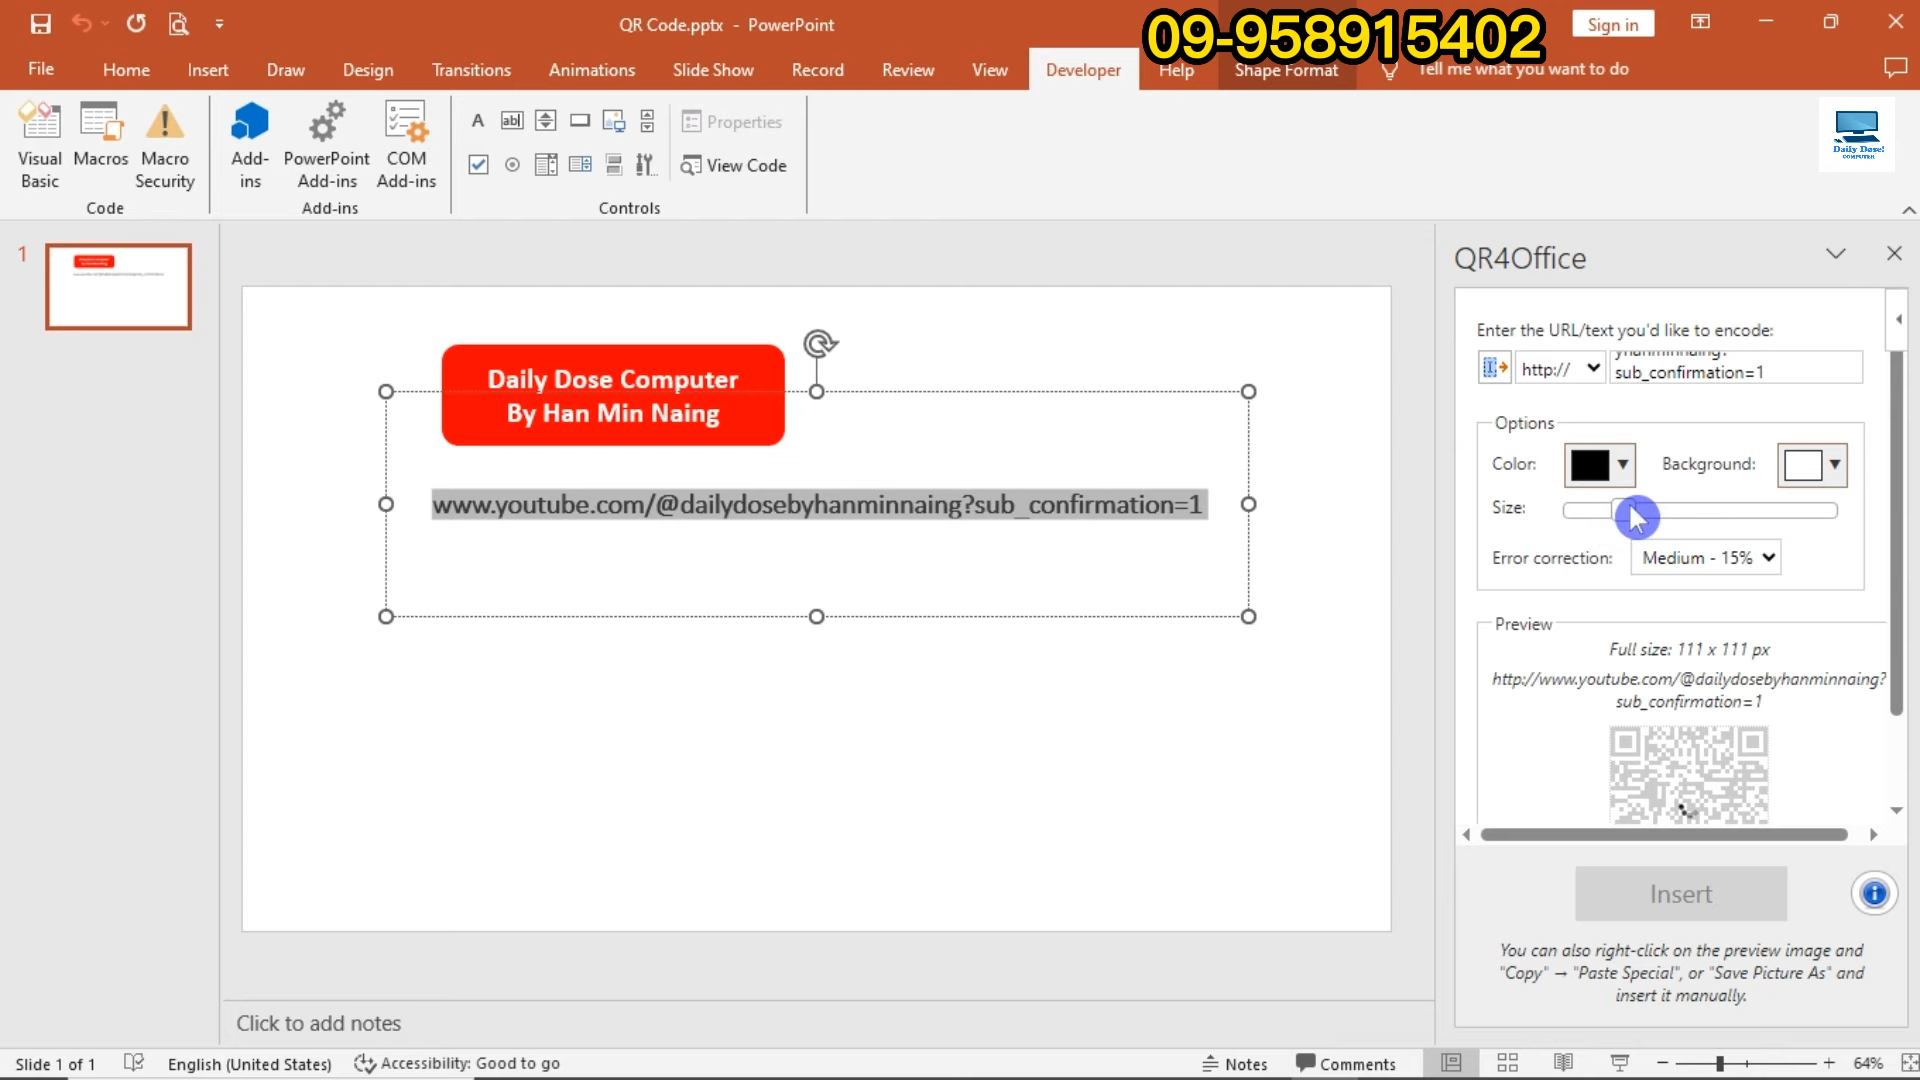 QR Code.pptx - PowerPoint
09-958915402
Sign in
File Home Insert Draw Design Transitions Animations Slide Show Record Review View Developer Help Shape Format Tell me what you want to do
Visual Basic
Macros
Macro Security
Code
Add-ins
PowerPoint Add-ins
COM Add-ins
Add-ins
A
abl
Properties
View Code
Controls
Daily Dose!
COMPUTER
1
Daily Dose Computer
By Han Min Naing
www.youtube.com/@dailydosebyhanminnaing?sub_confirmation=1
QR4Office
Enter the URL/text you'd like to encode:
http://
yhanminnaing?
sub_confirmation=1
Options
Color:
Background:
Size:
Error correction:
Medium - 15%
Preview
Full size: 111 x 111 px
http://www.youtube.com/@dailydosebyhanminnaing?
sub_confirmation=1
Insert
You can also right-click on the preview image and
"Copy" → "Paste Special", or "Save Picture As" and
insert it manually.
Click to add notes
Slide 1 of 1
English (United States)
Accessibility: Good to go
Notes
Comments
64%